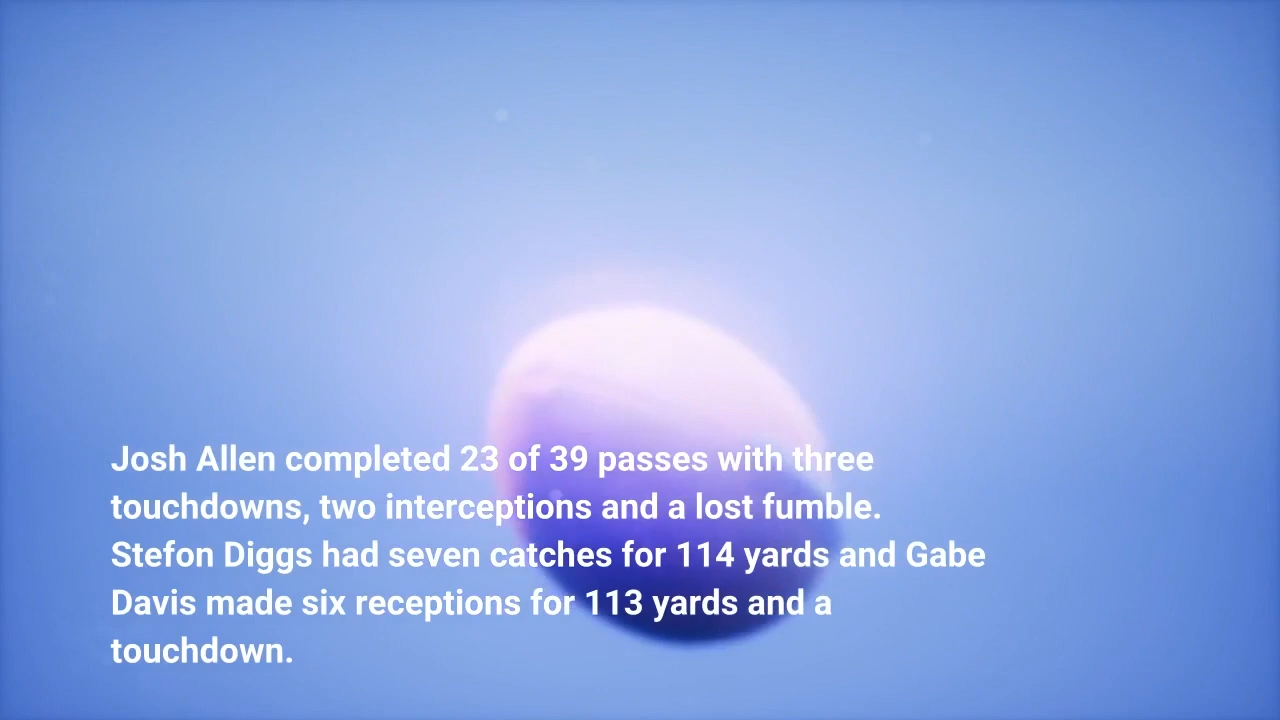 Josh Allen completed 23 of 39 passes with three
touchdowns, two interceptions and a lost fumble.
Stefon Diggs had seven catches for 114 yards and Gabe
Davis made six receptions for 113 yards and a
touchdown.